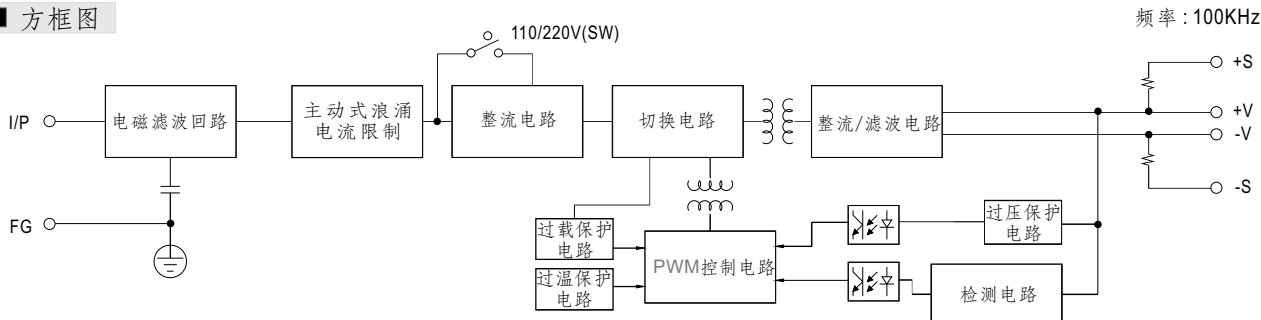 方框图
频率 : 100KHz
110/220V(SW)
+S
I/P
电磁滤波回路
主动式浪涌
电流限制
整流电路
切换电路
整流/滤波电路
+V
-V
-S
FG
过载保护
电路
过温保护
电路
PWM控制电路
过压保护
电路
检测电路